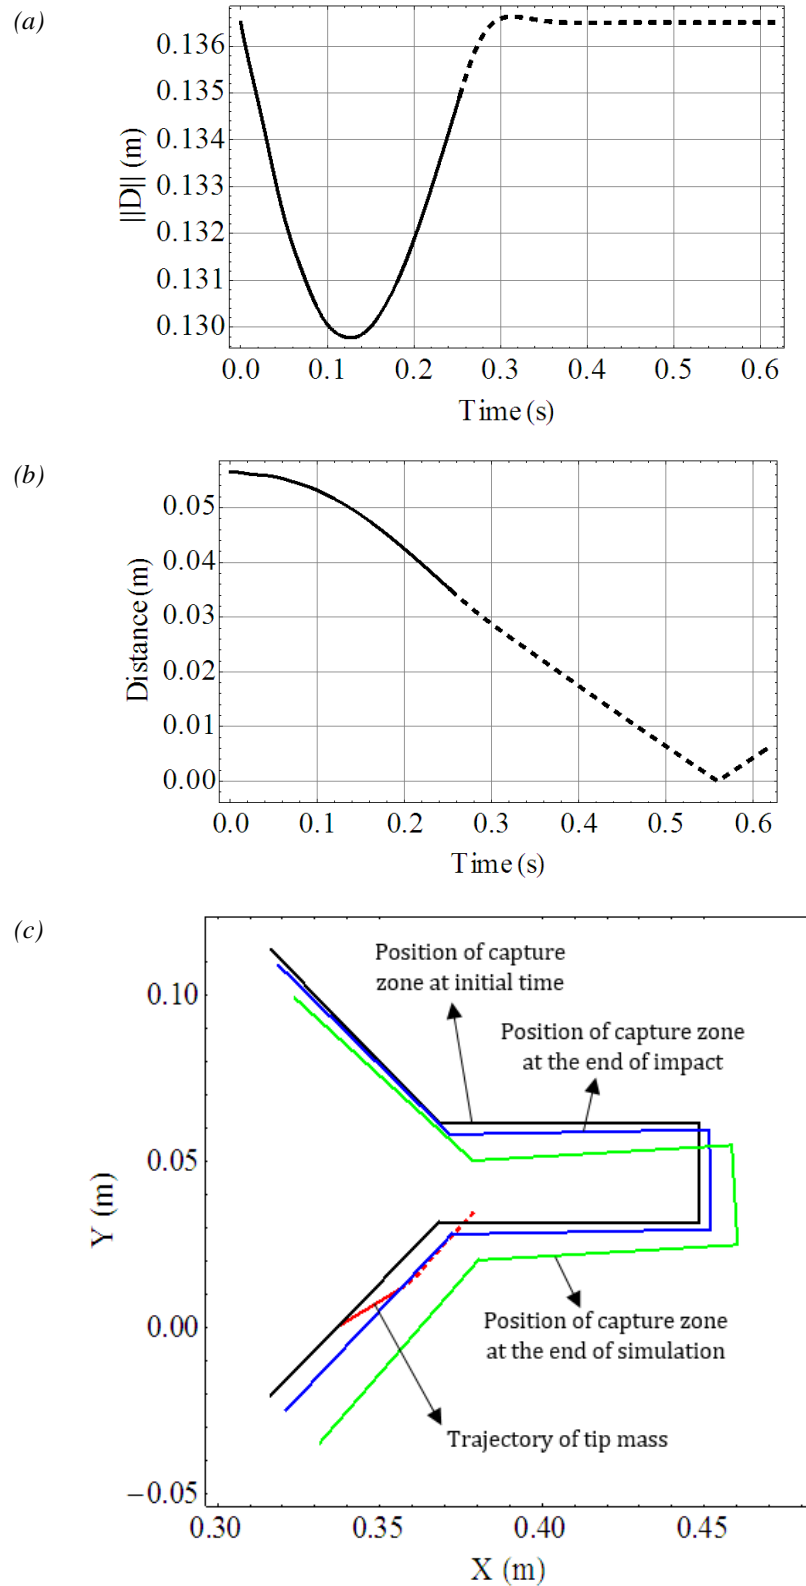 (a)
0.136
0.135
0.134
0.133
0.132
0.131
0.130
||D|| (m)
0.0 0.1 0.2 0.3 0.4 0.5 0.6
Time (s)
(b)
0.05
0.04
0.03
0.02
0.01
0.00
Distance (m)
0.0 0.1 0.2 0.3 0.4 0.5 0.6
Time (s)
(c)
Position of capture
zone at initial time
Position of capture zone
at the end of impact
Position of capture zone
at the end of simulation
Trajectory of tip mass
0.10
0.05
0.00
−0.05
Y (m)
0.30 0.35 0.40 0.45
X (m)